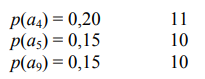 p(a₄) = 0,20 11
p(a₅) = 0,15 10
p(a₉) = 0,15 10